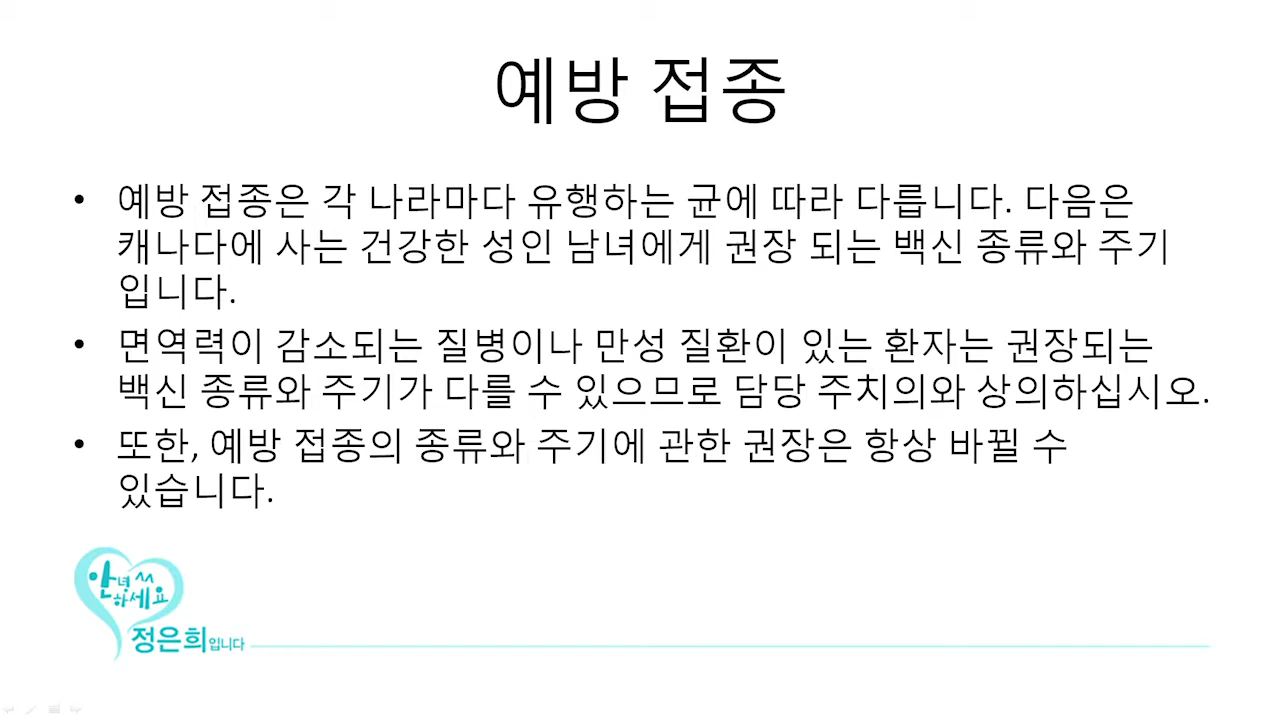 예방 접종
• 예방 접종은 각 나라마다 유행하는 균에 따라 다릅니다. 다음은
캐나다에 사는 건강한 성인 남녀에게 권장 되는 백신 종류와 주기
입니다.
• 면역력이 감소되는 질병이나 만성 질환이 있는 환자는 권장되는
백신 종류와 주기가 다를 수 있으므로 담당 주치의와 상의하십시오.
• 또한, 예방 접종의 종류와 주기에 관한 권장은 항상 바뀔 수
있습니다.
안녕^^
하세요
정은희입니다